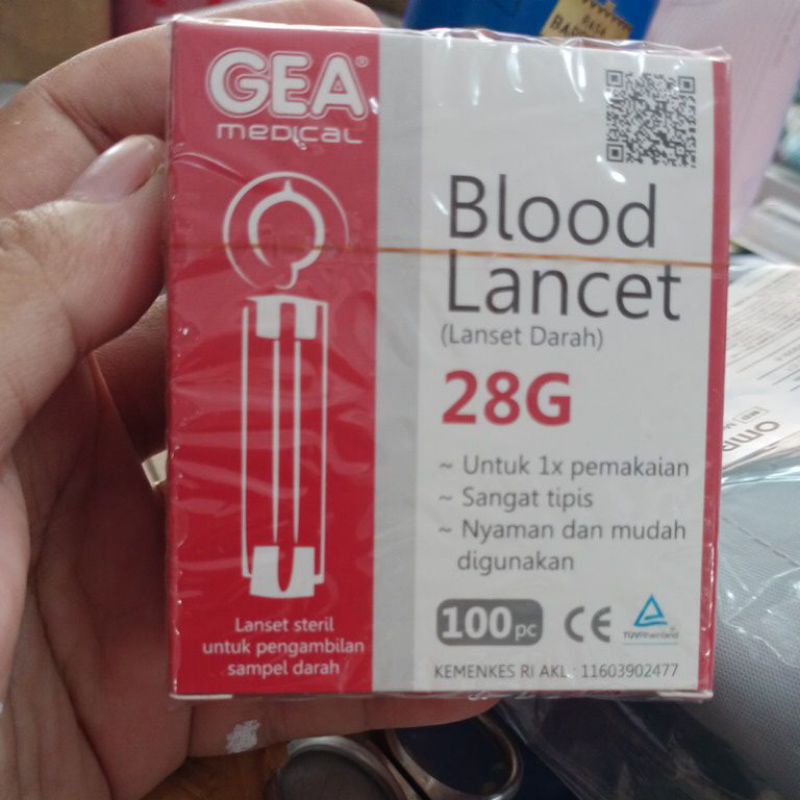 GEA®
medical
Blood
Lancet
(Lanset Darah)
28G
~ Untuk 1x pemakaian
~ Sangat tipis
~ Nyaman dan mudah
digunakan
100pc
CE
TÜVRheinland
KEMENKES RI AKL : 11603902477
Lanset steril
untuk pengambilan
sampel darah